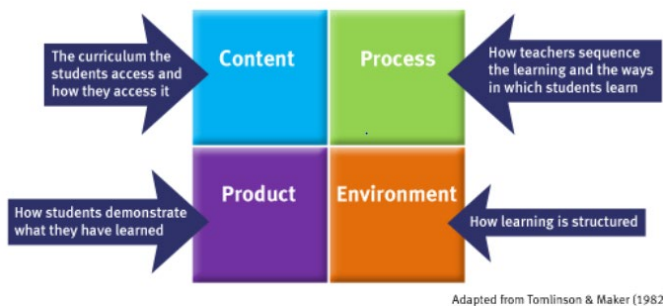 The curriculum the
students access and
how they access it
Content
Process
How teachers sequence
the learning and the ways
in which students learn
How students demonstrate
what they have learned
Product
Environment
How learning is structured
Adapted from Tomlinson & Maker (1982